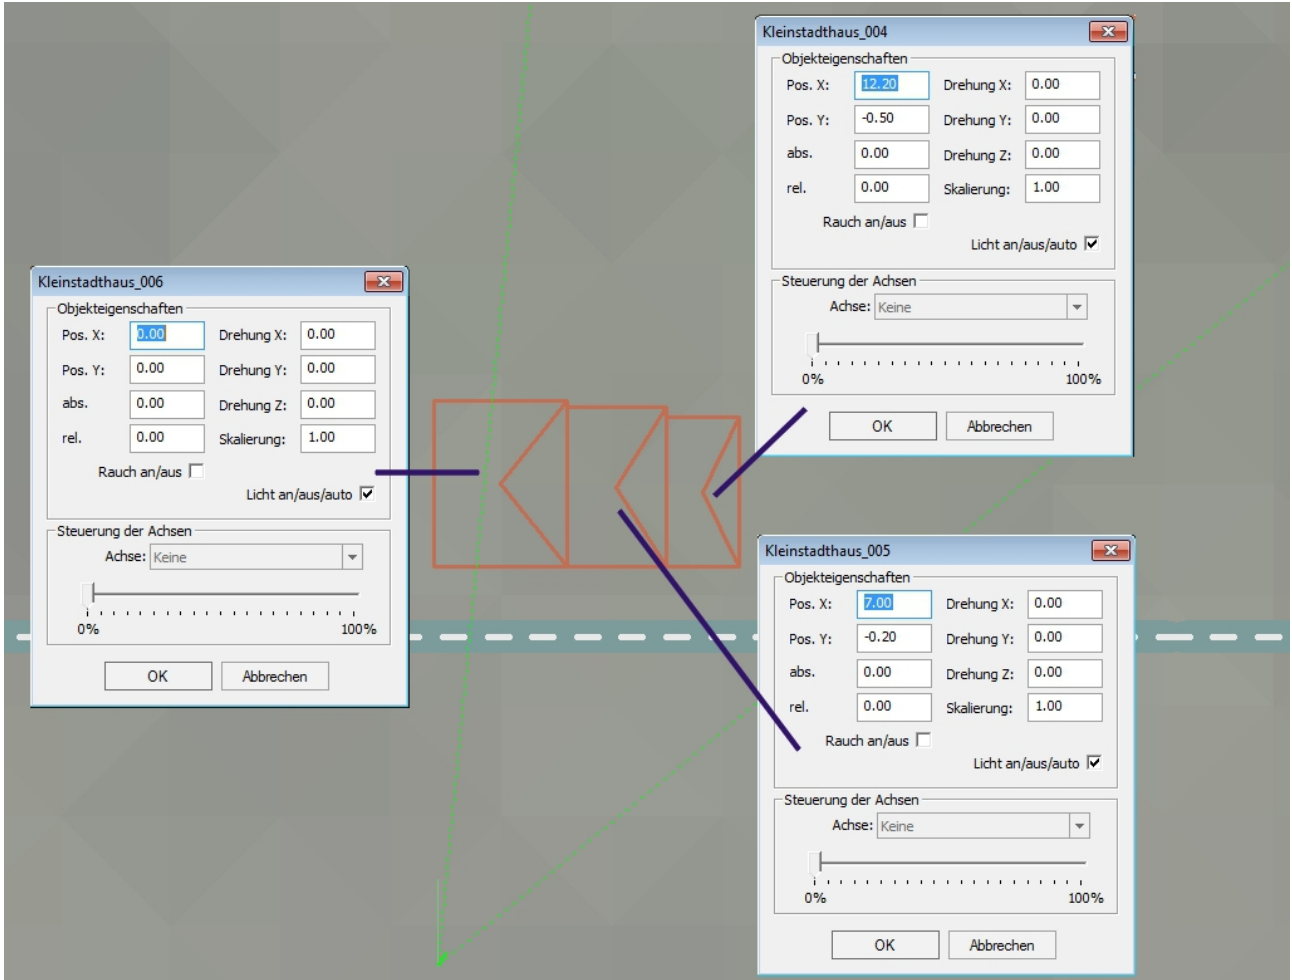 Kleinstadthaus_004
Objekteigenschaften
Pos. X: 12.20 Drehung X: 0.00
Pos. Y: -0.50 Drehung Y: 0.00
abs. 0.00 Drehung Z: 0.00
rel. 0.00 Skalierung: 1.00
Rauch an/aus
Licht an/aus/auto
Steuerung der Achsen
Achse: Keine
0% 100%
OK Abbrechen
Kleinstadthaus_006
Objekteigenschaften
Pos. X: 0.00 Drehung X: 0.00
Pos. Y: 0.00 Drehung Y: 0.00
abs. 0.00 Drehung Z: 0.00
rel. 0.00 Skalierung: 1.00
Rauch an/aus
Licht an/aus/auto
Steuerung der Achsen
Achse: Keine
0% 100%
OK Abbrechen
Kleinstadthaus_005
Objekteigenschaften
Pos. X: 7.00 Drehung X: 0.00
Pos. Y: -0.20 Drehung Y: 0.00
abs. 0.00 Drehung Z: 0.00
rel. 0.00 Skalierung: 1.00
Rauch an/aus
Licht an/aus/auto
Steuerung der Achsen
Achse: Keine
0% 100%
OK Abbrechen